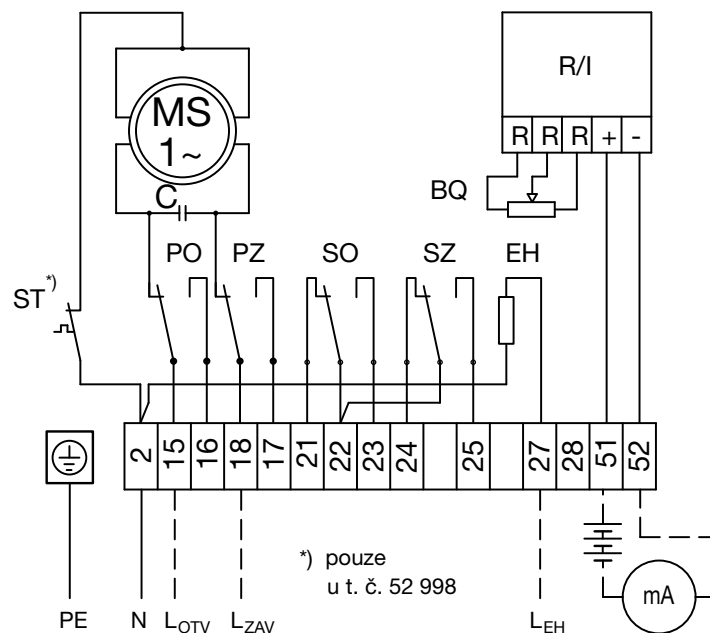 R/I
MS
1~
R R R + -
C
BQ
PO PZ SO SZ EH
ST*)
2 15 16 18 17 21 22 23 24 25 27 28 51 52
*) pouze
u t. č. 52 998
mA
PE N LOTV LZAV LEH